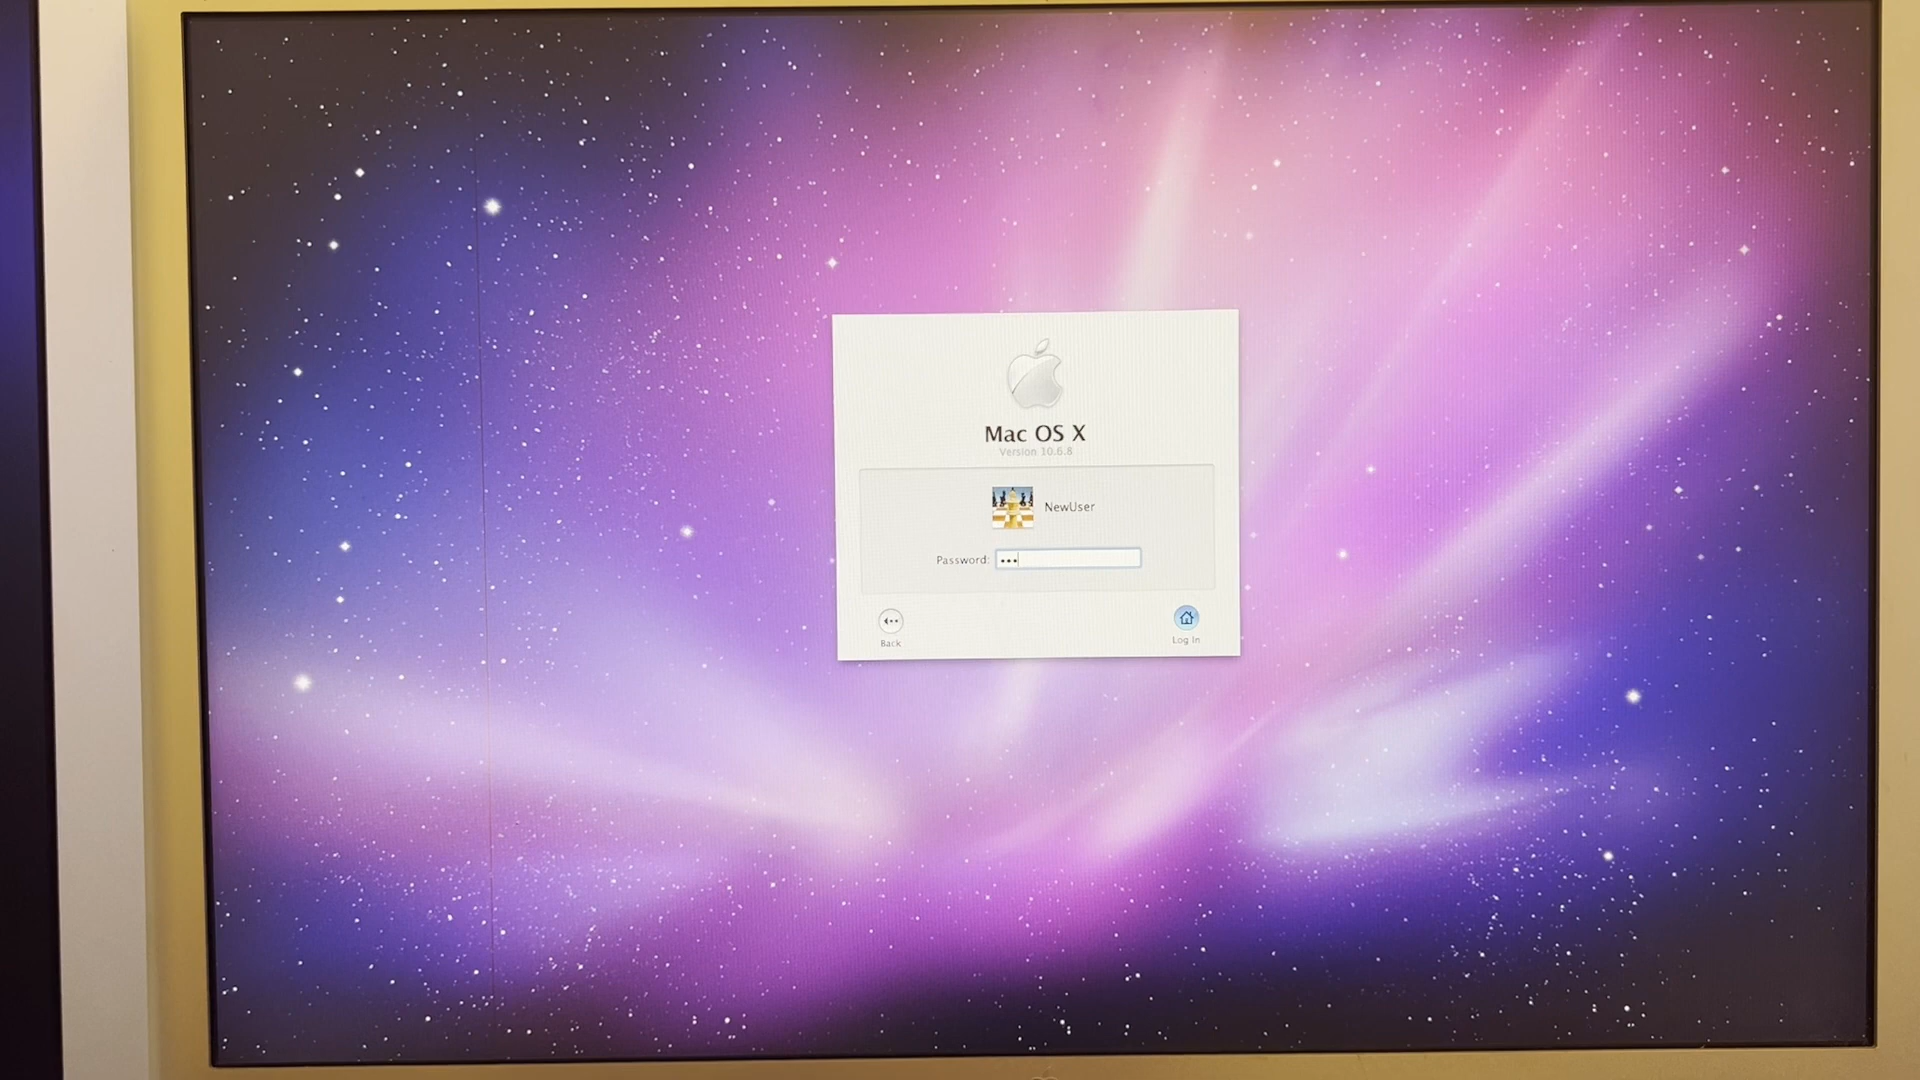 Mac OS X
Version 10.6.8
NewUser
Password: •••
Back
Log In